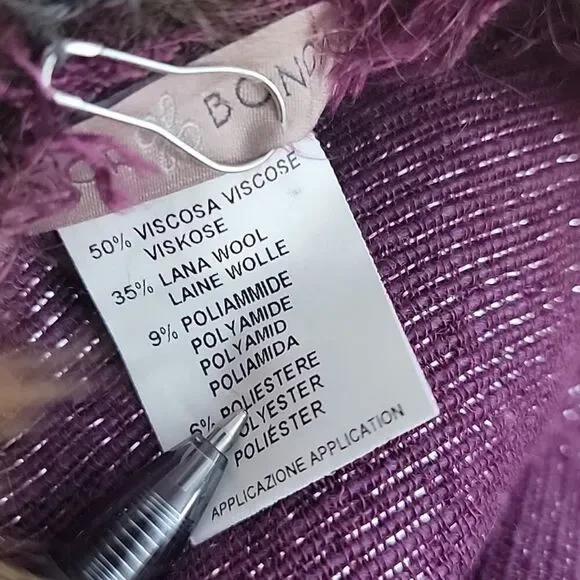 BOND
50% VISCOSA VISCOSE
VISKOSE
35% LANA WOOL
LAINE WOLLE
9% POLIAMMIDE
POLYAMIDE
POLYAMID
POLIAMIDA
6% POLIESTERE
POLYESTER
POLIÉSTER
APPLICAZIONE APPLICATION